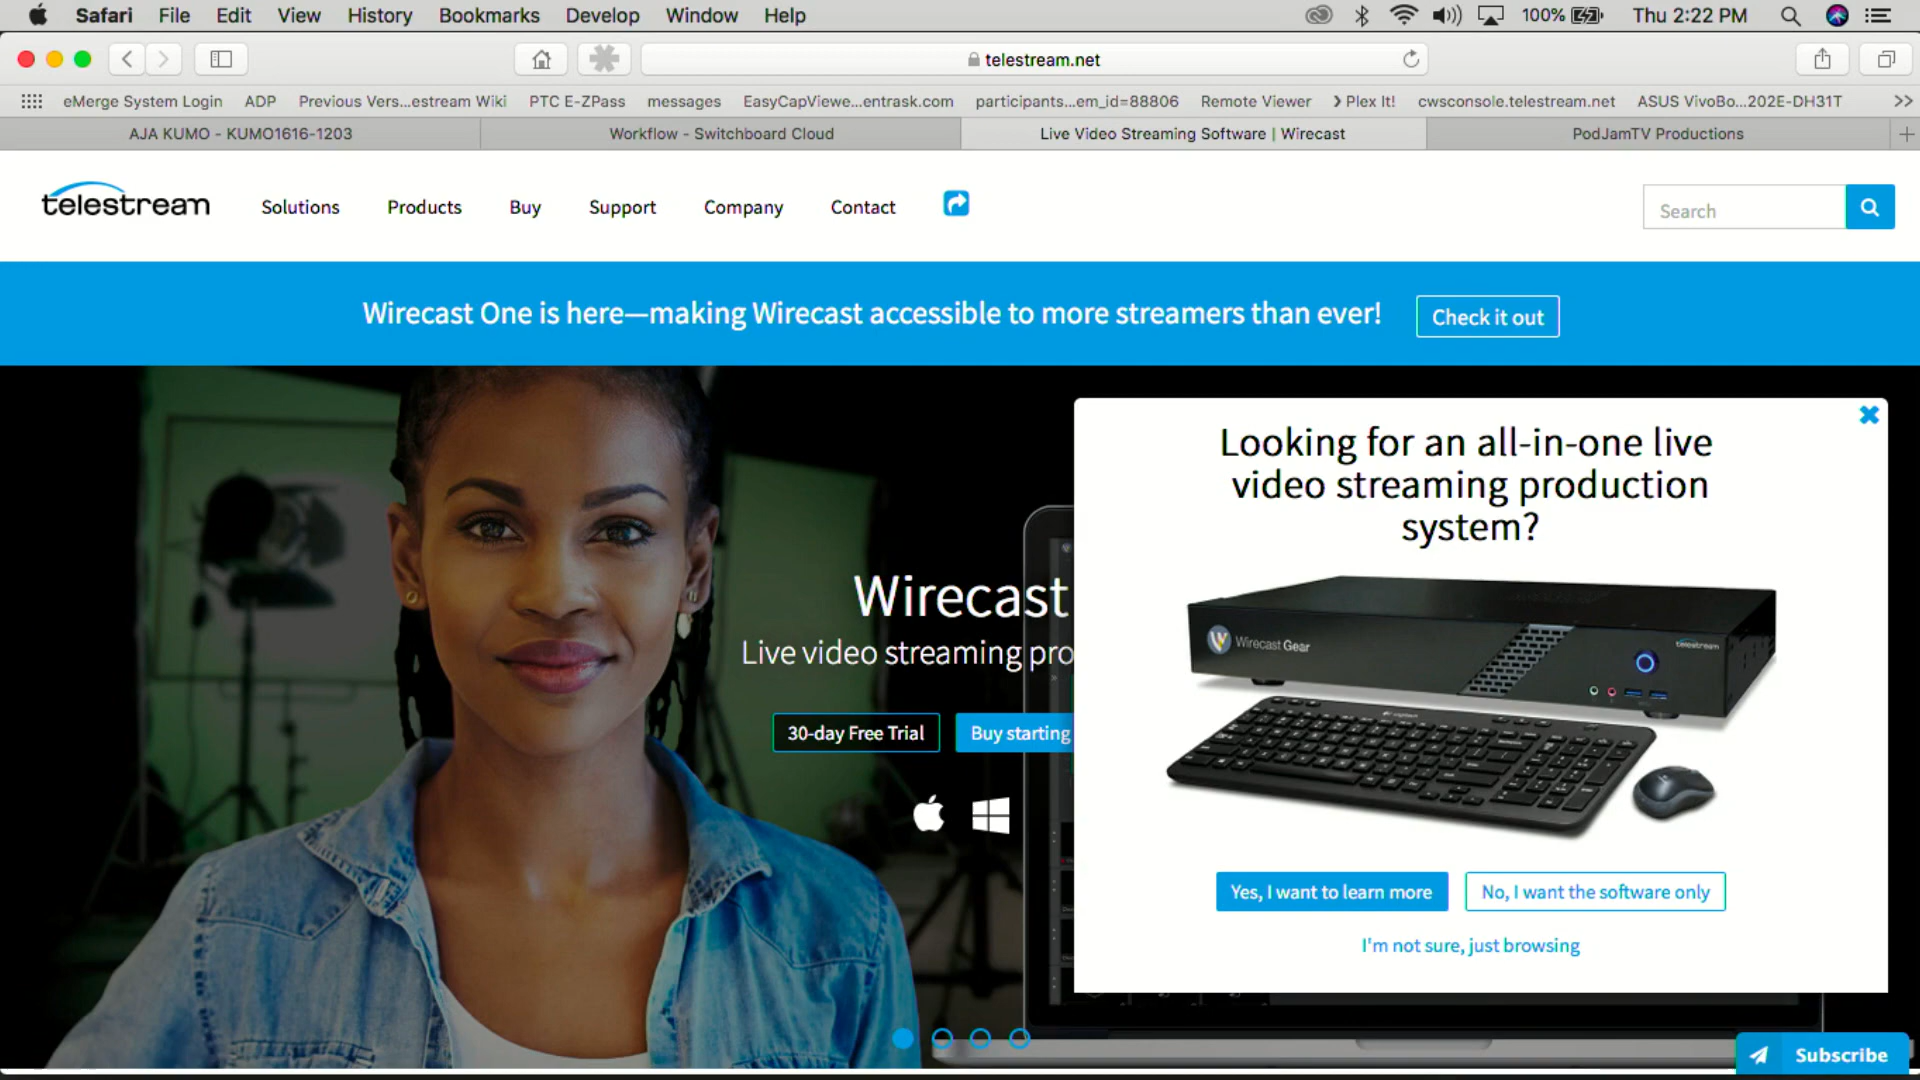 Safari File Edit View History Bookmarks Develop Window Help 100% Thu 2:22 PM
telestream.net
eMerge System Login ADP Previous Vers...estream Wiki PTC E-ZPass messages EasyCapViewe...entrask.com participants...em_id=88806 Remote Viewer Plex It! cwsconsole.telestream.net ASUS VivoBo...202E-DH31T >>
AJA KUMO - KUMO1616-1203 Workflow - Switchboard Cloud Live Video Streaming Software | Wirecast PodJamTV Productions
telestream Solutions Products Buy Support Company Contact Search
Wirecast One is here—making Wirecast accessible to more streamers than ever! Check it out
Looking for an all-in-one live
video streaming production
system?
Wirecast
Live video streaming pro
30-day Free Trial Buy starting
Wirecast Gear telestream
Yes, I want to learn more No, I want the software only
I'm not sure, just browsing
Subscribe